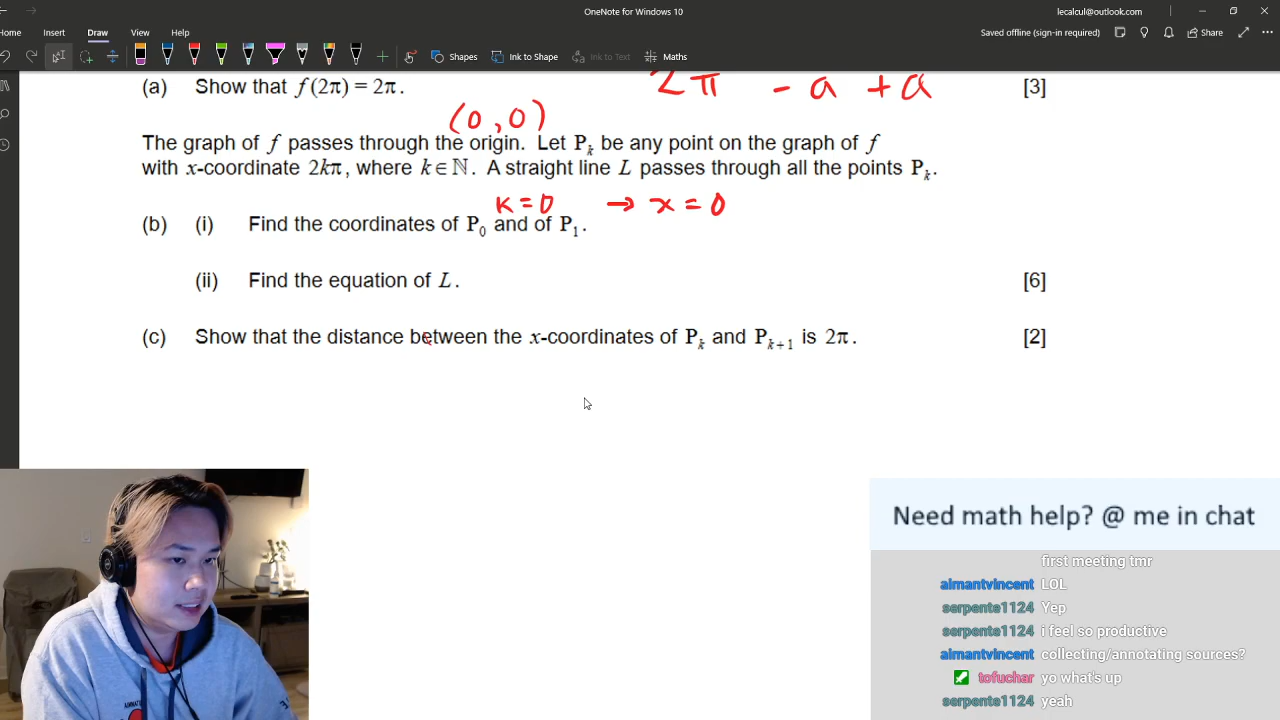 OneNote for Windows 10
lecalcul@outlook.com
Home Insert Draw View Help
Saved offline (sign-in required) Share
Shapes Ink to Shape Ink to Text Maths
(a) Show that f(2π) = 2π. 2π - a + a [3]
(0,0)
The graph of f passes through the origin. Let Pk be any point on the graph of f
with x-coordinate 2kπ, where k ∈ ℕ. A straight line L passes through all the points Pk.
k=0 → x=0
(b) (i) Find the coordinates of P0 and of P1.
(ii) Find the equation of L. [6]
(c) Show that the distance between the x-coordinates of Pk and Pk+1 is 2π. [2]
Need math help? @ me in chat
first meeting tmr
aimantvincent LOL
serpente1124 Yep
serpente1124 i feel so productive
aimantvincent collecting/annotating sources?
tofuchar yo what's up
serpente1124 yeah